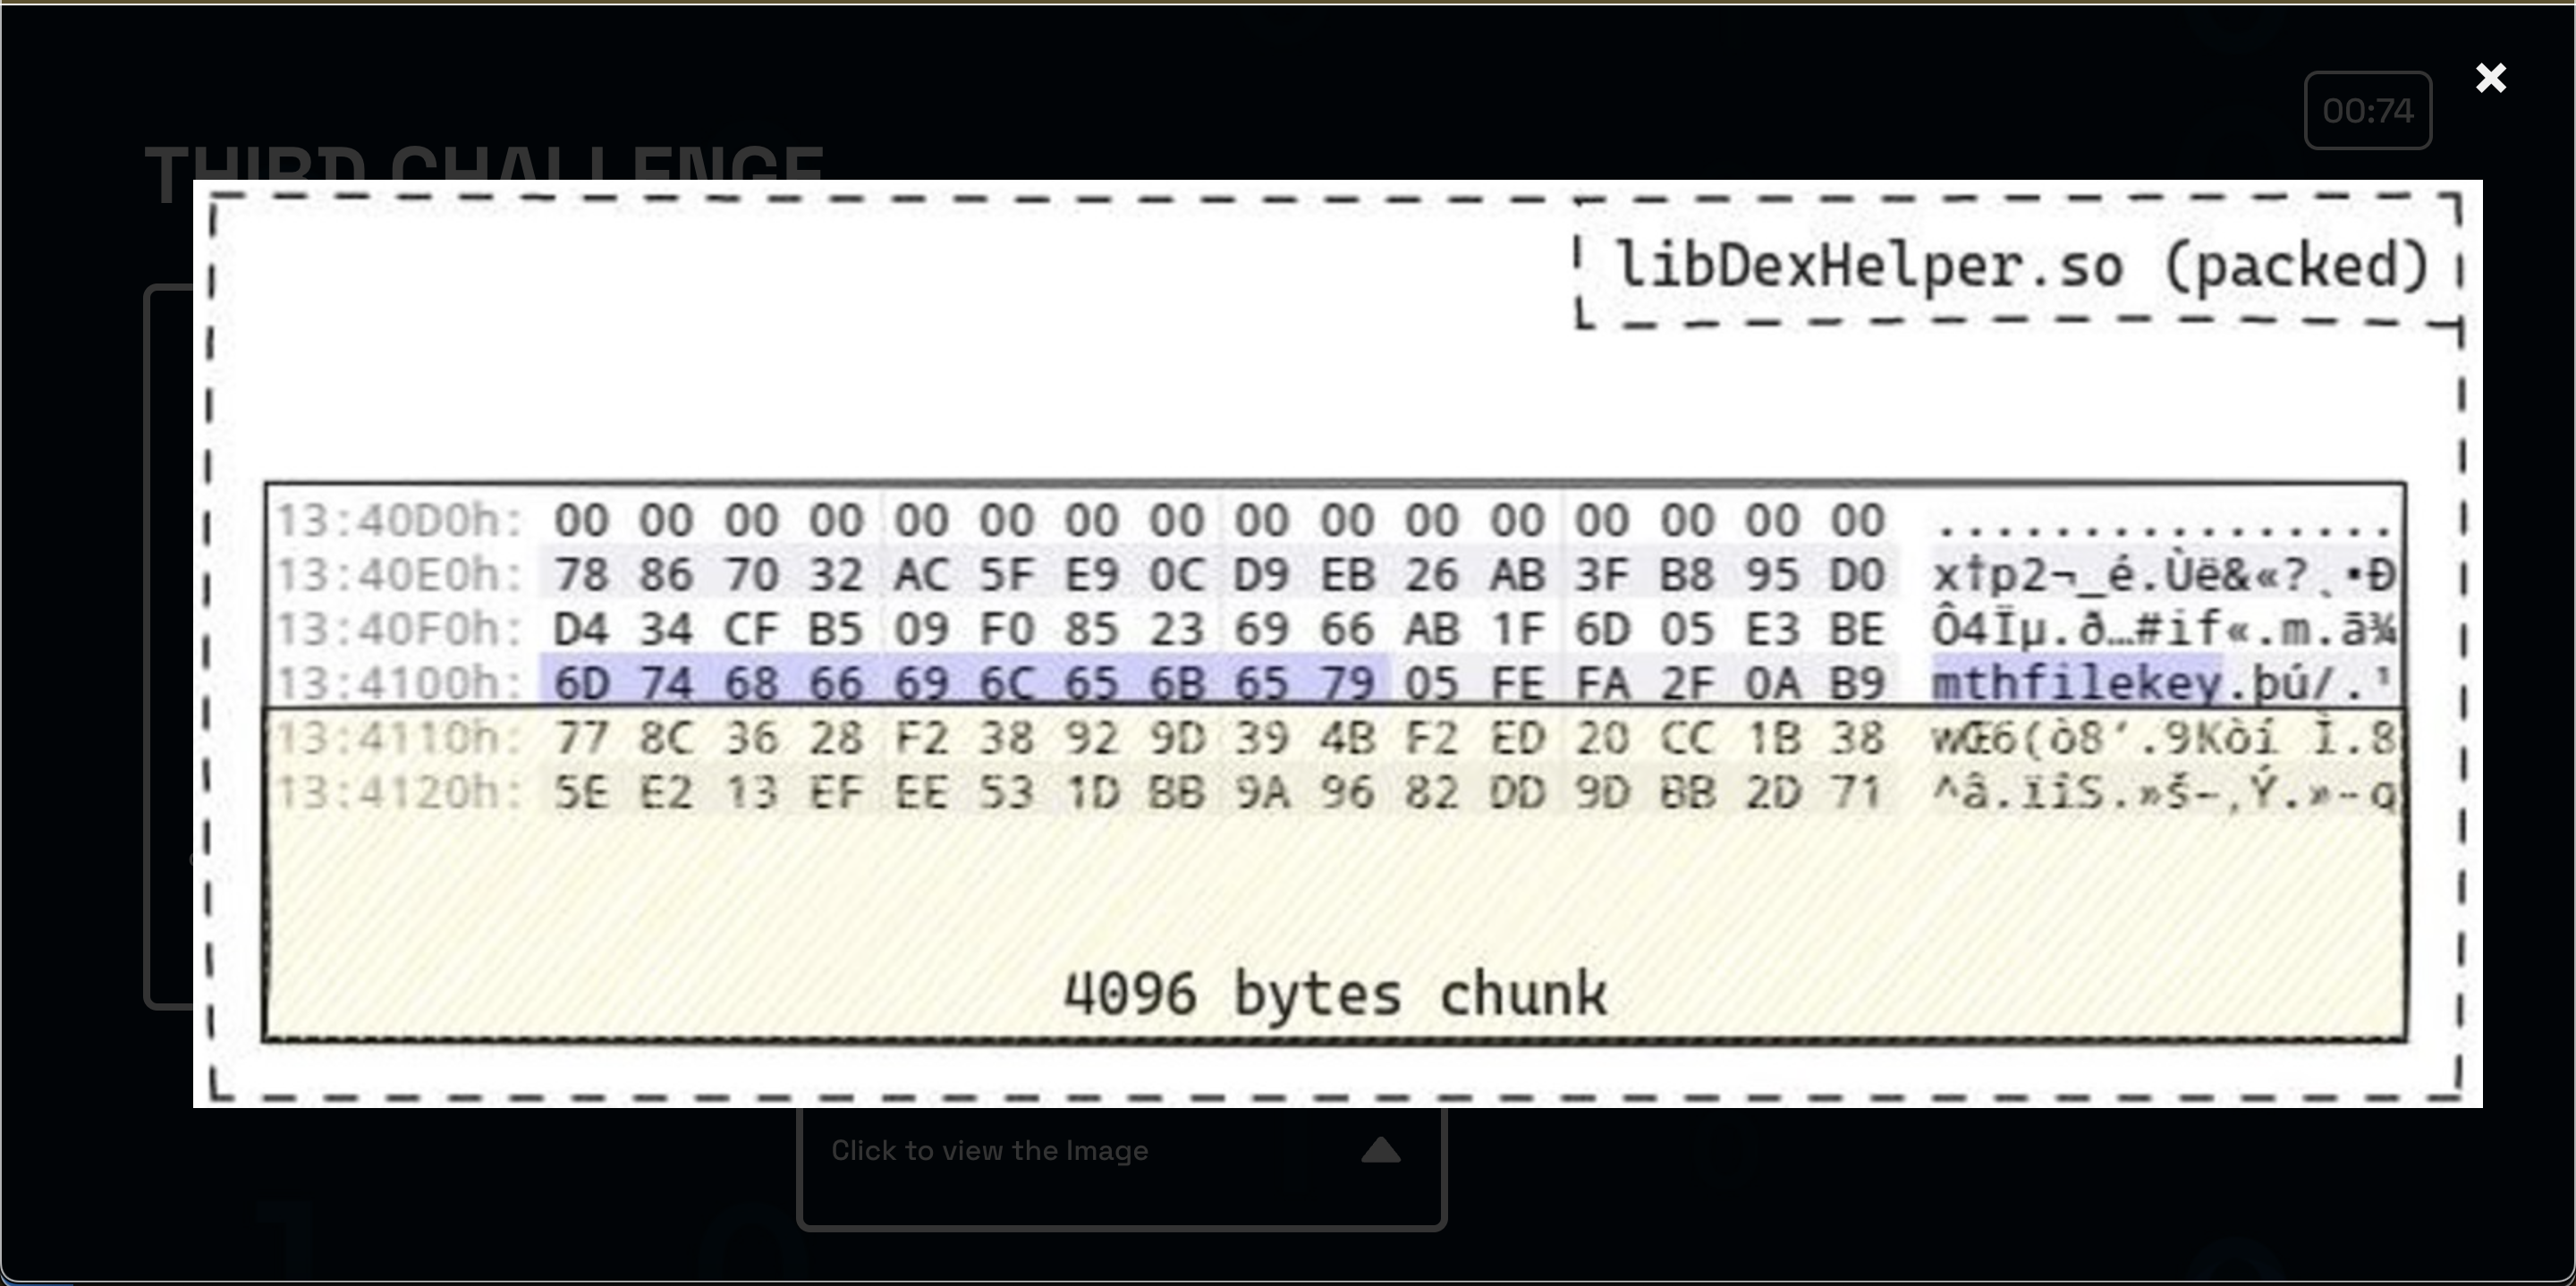 00:74
THIRD CHALLENGE
libDexHelper.so (packed)
13:40D0h: 00 00 00 00 00 00 00 00 00 00 00 00 00 00 00 00 ................
13:40E0h: 78 86 70 32 AC 5F E9 0C D9 EB 26 AB 3F B8 95 D0 x†p2¬_é.Ùë&«?¸•Ð
13:40F0h: D4 34 CF B5 09 F0 85 23 69 66 AB 1F 6D 05 E3 BE Ô4Ïµ.ð…#if«.m.ã¾
13:4100h: 6D 74 68 66 69 6C 65 6B 65 79 05 FE FA 2F 0A B9 mthfilekey.þú/.¹
13:4110h: 77 8C 36 28 F2 38 92 9D 39 4B F2 ED 20 CC 1B 38 wŒ6(ò8’.9Kòí Ì.8
13:4120h: 5E E2 13 EF EE 53 1D BB 9A 96 82 DD 9D BB 2D 71 ^â.ïîS.»š–‚Ý.»-q
4096 bytes chunk
Click to view the Image